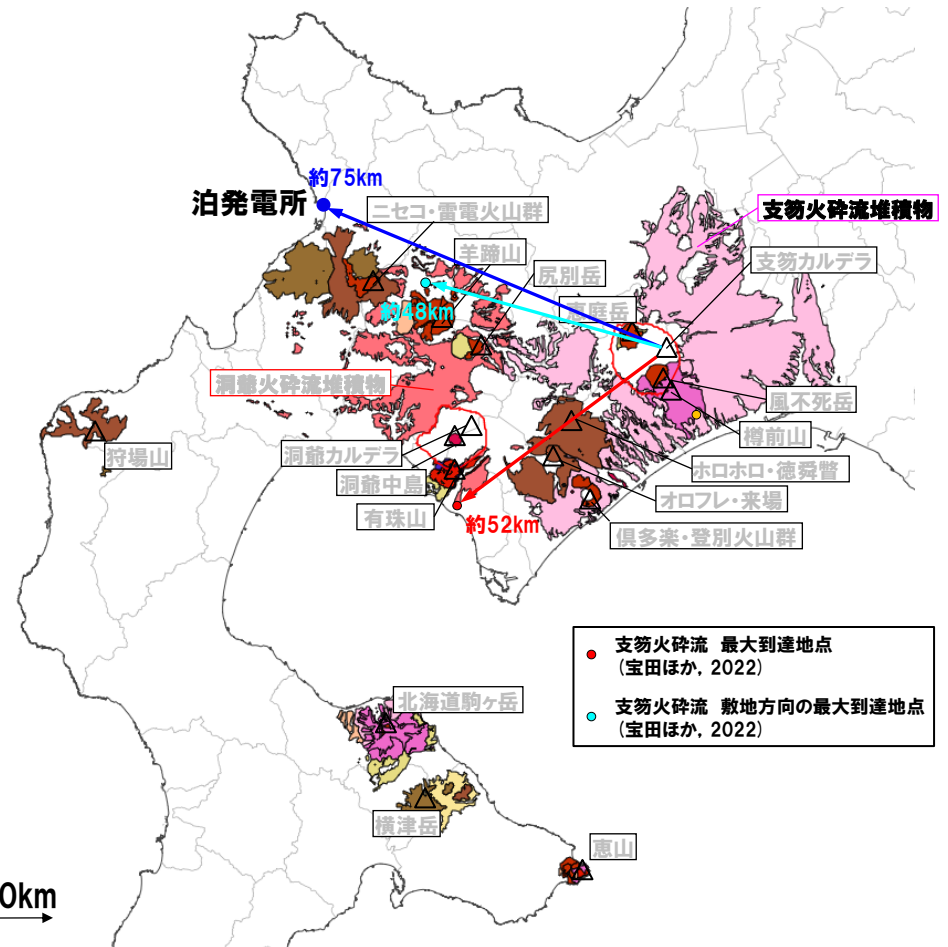 約75km
泊発電所
ニセコ・雷電火山群
支笏火砕流堆積物
羊蹄山
支笏カルデラ
尻別岳
恵庭岳
約48km
洞爺火砕流堆積物
風不死岳
樽前山
狩場山
洞爺カルデラ
ホロホロ・徳舜瞥
洞爺中島
オロフレ・来場
有珠山
約52km
倶多楽・登別火山群
支笏火砕流 最大到達地点
(宝田ほか, 2022)
支笏火砕流 敷地方向の最大到達地点
(宝田ほか, 2022)
北海道駒ヶ岳
横津岳
恵山
0km